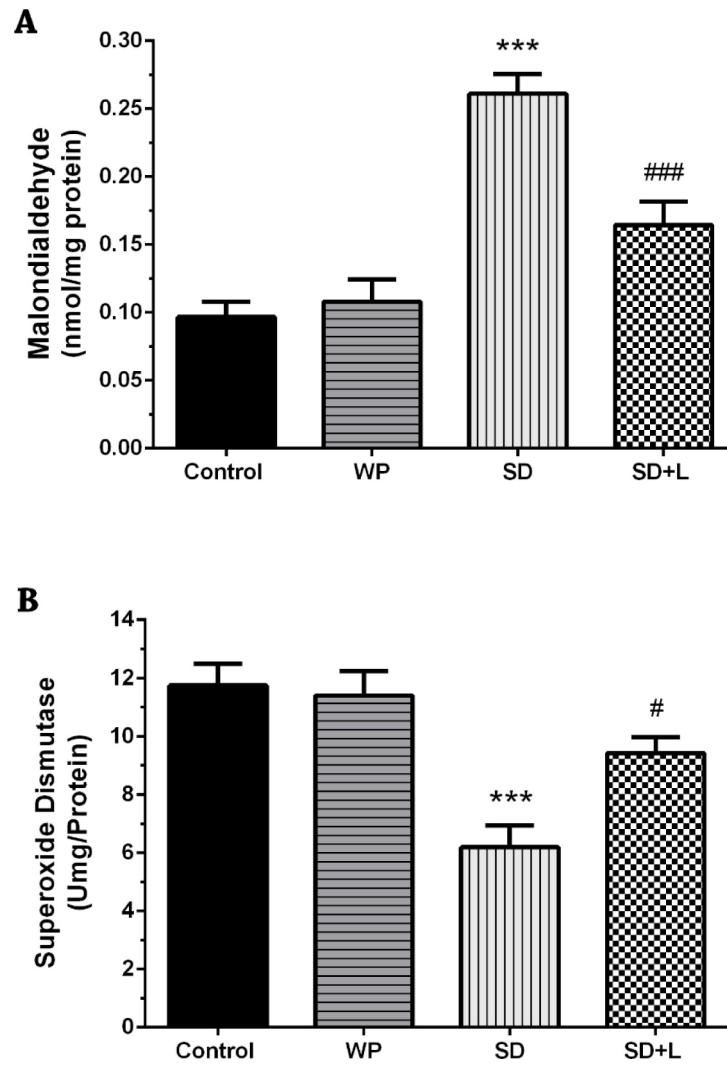 A
Malondialdehyde
(nmol/mg protein)
0.30
0.25
0.20
0.15
0.10
0.05
0.00
***
###
Control WP SD SD+L
B
Superoxide Dismutase
(Umg/Protein)
14
12
10
8
6
4
2
0
***
#
Control WP SD SD+L